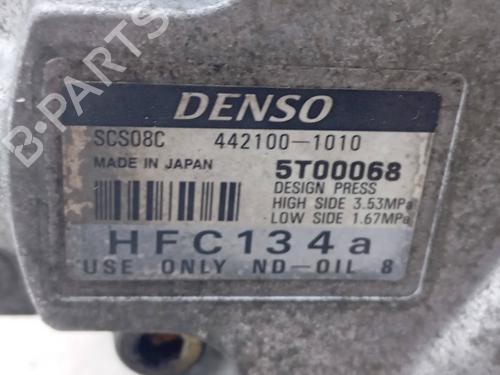 B-PARTS
DENSO
SCS08C 442100-1010
MADE IN JAPAN 5T00068
DESIGN PRESS
HIGH SIDE 3.53MPa
LOW SIDE 1.67MPa
HFC134a
USE ONLY ND-OIL 8